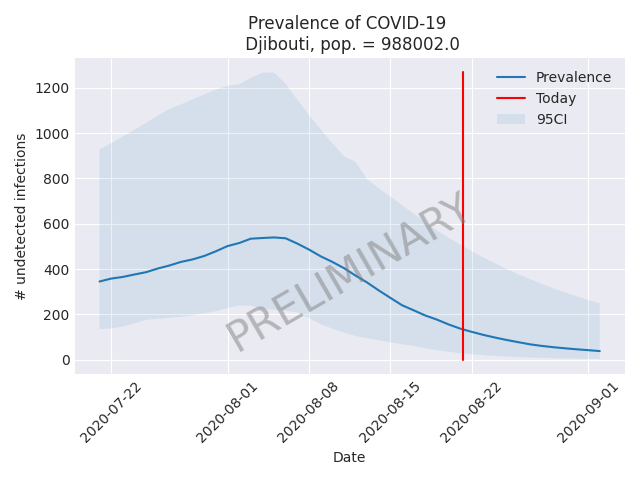 Prevalence of COVID-19
Djibouti, pop. = 988002.0
Prevalence
Today
95CI
# undetected infections
1200
1000
800
600
400
200
0
PRELIMINARY
2020-07-22
2020-08-01
2020-08-08
2020-08-15
2020-08-22
2020-09-01
Date